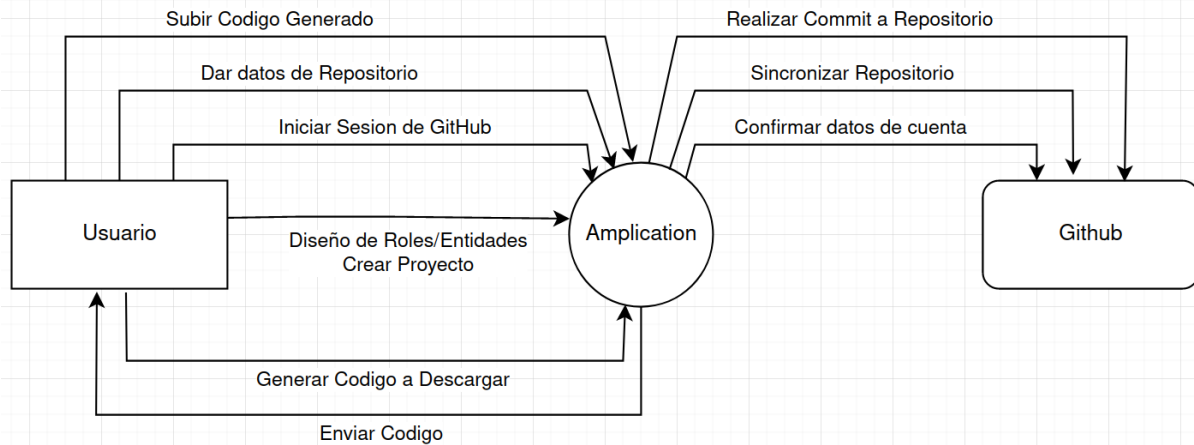 Subir Codigo Generado
Realizar Commit a Repositorio
Dar datos de Repositorio
Sincronizar Repositorio
Iniciar Sesion de GitHub
Confirmar datos de cuenta
Usuario
Amplication
Github
Diseño de Roles/Entidades
Crear Proyecto
Generar Codigo a Descargar
Enviar Codigo